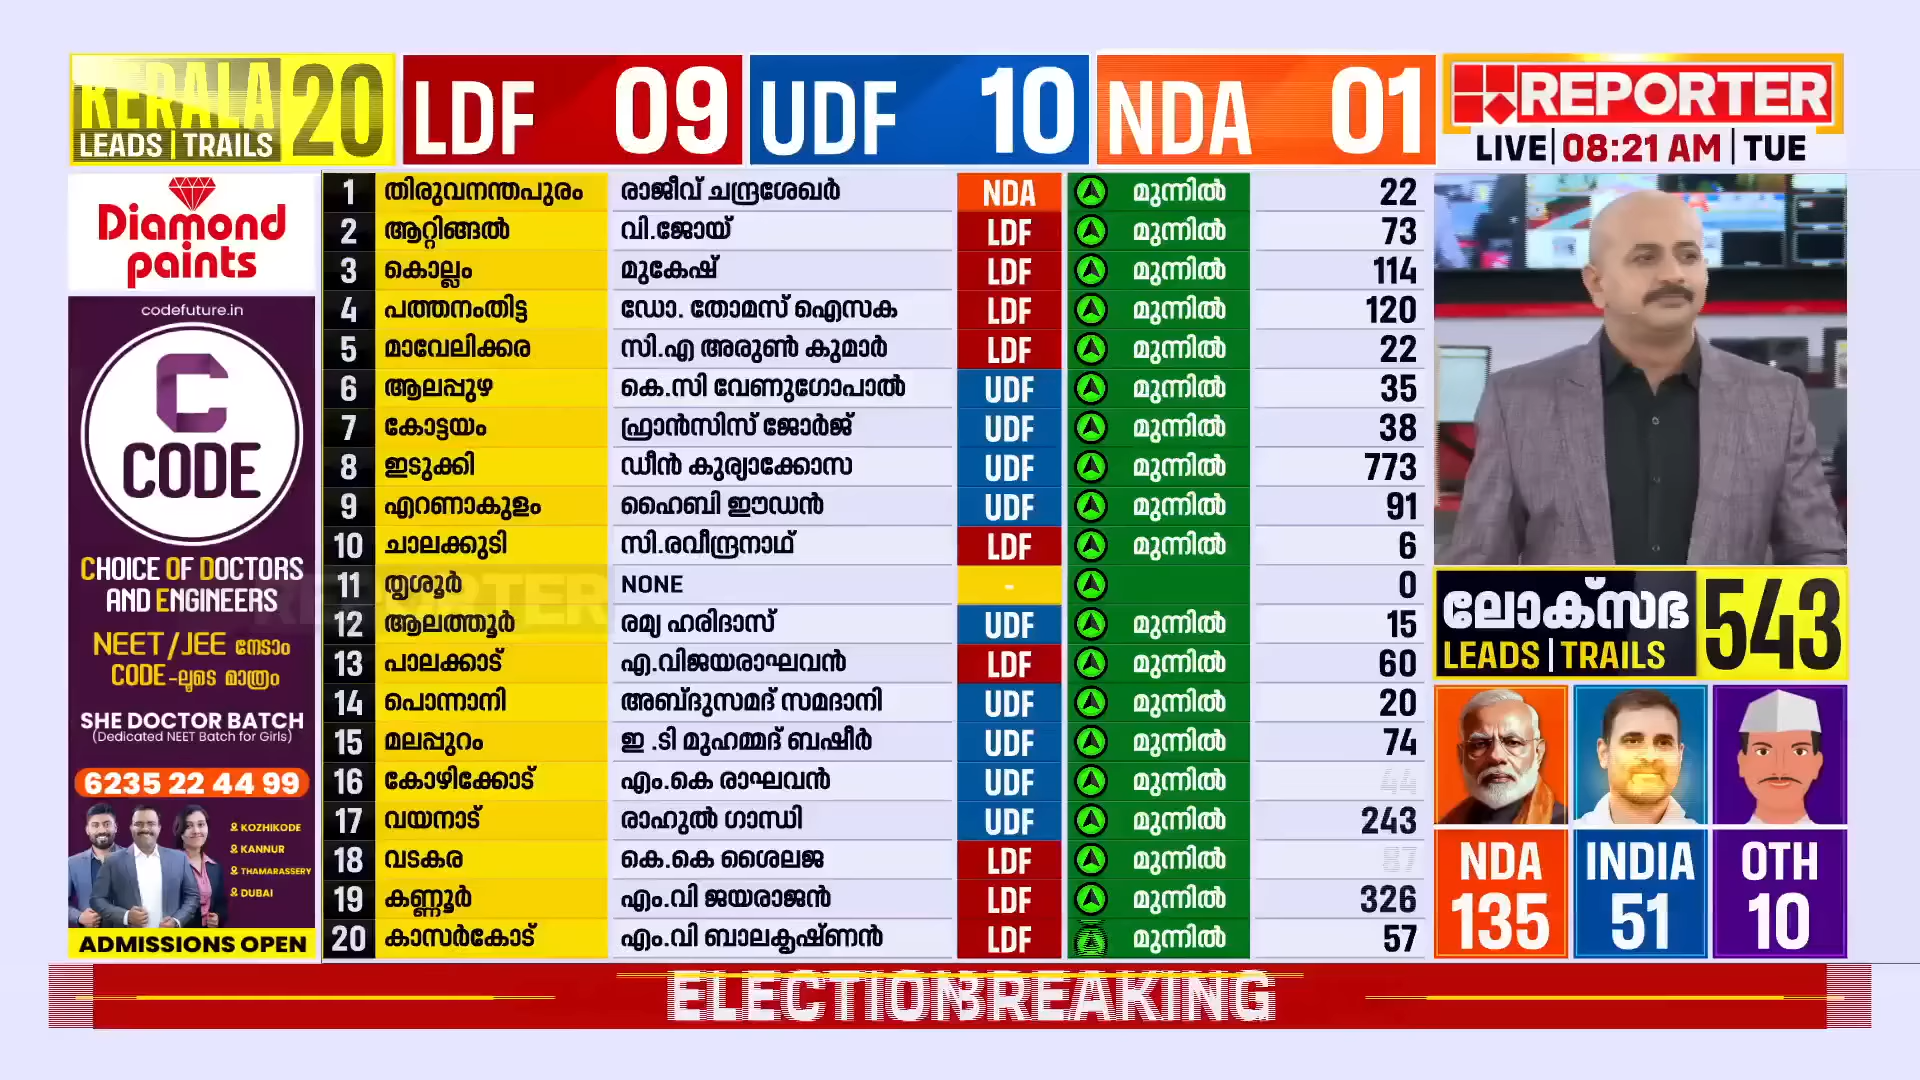 KERALA 20
LEADS | TRAILS
LDF 09
UDF 10
NDA 01
REPORTER
LIVE | 08:21 AM | TUE
Diamond
paints
codefuture.in
C
CODE
CHOICE OF DOCTORS
AND ENGINEERS
NEET/JEE നേടാം
CODE-ലൂടെ മാത്രം
SHE DOCTOR BATCH
(Dedicated NEET Batch for Girls)
6235 22 44 99
KOZHIKODE
KANNUR
THAMARASSERY
DUBAI
ADMISSIONS OPEN
1 തിരുവനന്തപുരം രാജീവ് ചന്ദ്രശേഖർ NDA മുന്നിൽ 22
2 ആറ്റിങ്ങൽ വി.ജോയ് LDF മുന്നിൽ 73
3 കൊല്ലം മുകേഷ് LDF മുന്നിൽ 114
4 പത്തനംതിട്ട ഡോ. തോമസ് ഐസക LDF മുന്നിൽ 120
5 മാവേലിക്കര സി.എ അരുൺ കുമാർ LDF മുന്നിൽ 22
6 ആലപ്പുഴ കെ.സി വേണുഗോപാൽ UDF മുന്നിൽ 35
7 കോട്ടയം ഫ്രാൻസിസ് ജോർജ് UDF മുന്നിൽ 38
8 ഇടുക്കി ഡീൻ കുര്യാക്കോസ UDF മുന്നിൽ 773
9 എറണാകുളം ഹൈബി ഈഡൻ UDF മുന്നിൽ 91
10 ചാലക്കുടി സി.രവീന്ദ്രനാഥ് LDF മുന്നിൽ 6
11 തൃശൂർ NONE - 0
12 ആലത്തൂർ രമ്യ ഹരിദാസ് UDF മുന്നിൽ 15
13 പാലക്കാട് എ.വിജയരാഘവൻ LDF മുന്നിൽ 60
14 പൊന്നാനി അബ്ദുസമദ് സമദാനി UDF മുന്നിൽ 20
15 മലപ്പുറം ഇ .ടി മുഹമ്മദ് ബഷീർ UDF മുന്നിൽ 74
16 കോഴിക്കോട് എം.കെ രാഘവൻ UDF മുന്നിൽ 44
17 വയനാട് രാഹുൽ ഗാന്ധി UDF മുന്നിൽ 243
18 വടകര കെ.കെ ശൈലജ LDF മുന്നിൽ 87
19 കണ്ണൂർ എം.വി ജയരാജൻ LDF മുന്നിൽ 326
20 കാസർകോട് എം.വി ബാലകൃഷ്ണൻ LDF മുന്നിൽ 57
REPORTER
ലോക്സഭ 543
LEADS | TRAILS
NDA INDIA OTH
135 51 10
ELECTION BREAKING